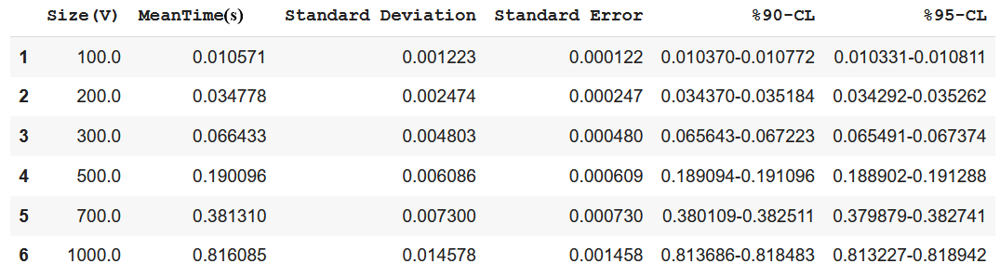 Size(V) MeanTime(s) Standard Deviation Standard Error %90-CL %95-CL
1 100.0 0.010571 0.001223 0.000122 0.010370-0.010772 0.010331-0.010811
2 200.0 0.034778 0.002474 0.000247 0.034370-0.035184 0.034292-0.035262
3 300.0 0.066433 0.004803 0.000480 0.065643-0.067223 0.065491-0.067374
4 500.0 0.190096 0.006086 0.000609 0.189094-0.191096 0.188902-0.191288
5 700.0 0.381310 0.007300 0.000730 0.380109-0.382511 0.379879-0.382741
6 1000.0 0.816085 0.014578 0.001458 0.813686-0.818483 0.813227-0.818942